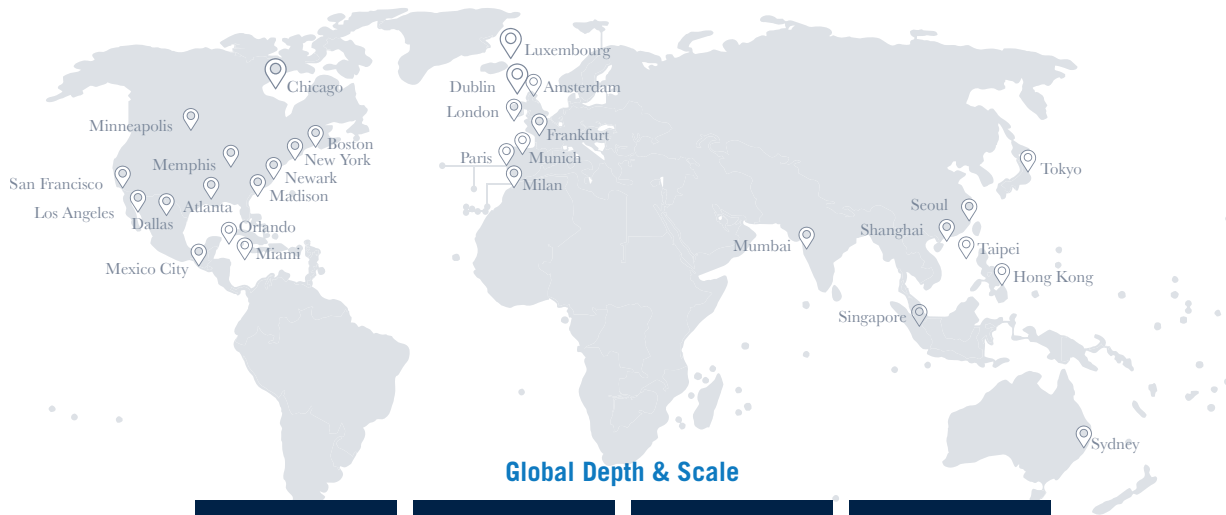 Luxembourg
Chicago
Dublin
Amsterdam
London
Minneapolis
Frankfurt
Boston
New York
Memphis
Paris
Munich
Tokyo
Newark
San Francisco
Milan
Madison
Los Angeles
Atlanta
Seoul
Dallas
Orlando
Shanghai
Mumbai
Taipei
Miami
Mexico City
Hong Kong
Singapore
Sydney
Global Depth & Scale